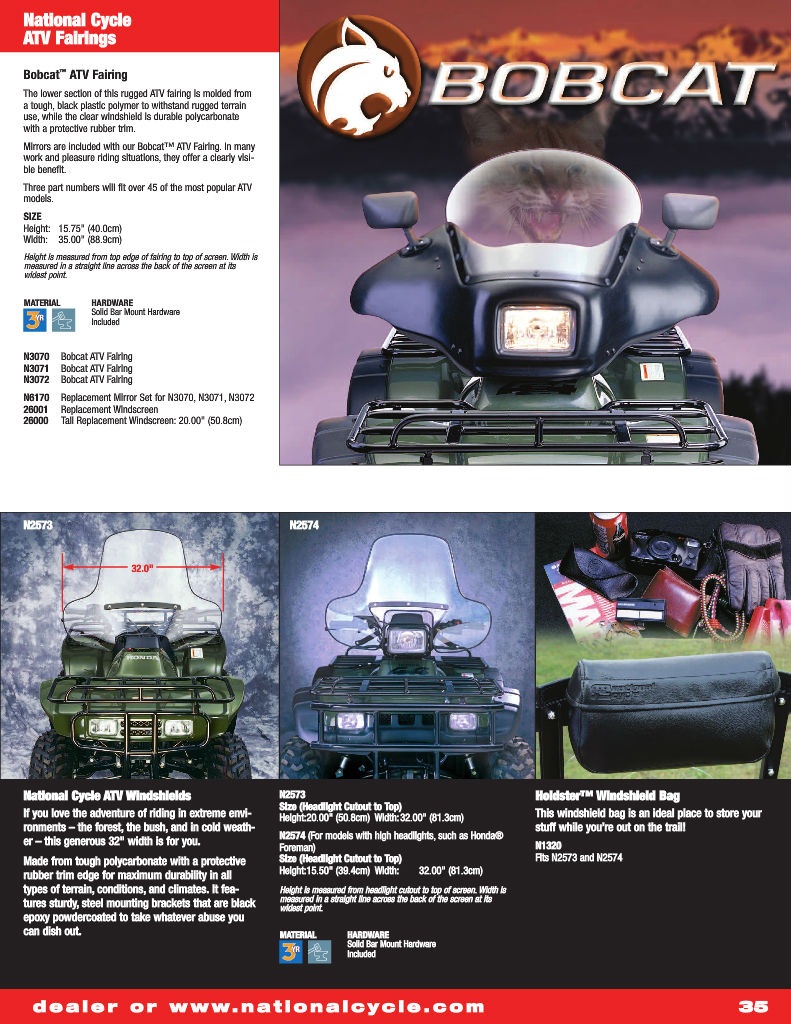 National Cycle
ATV Fairings
Bobcat™ ATV Fairing
The lower section of this rugged ATV fairing is molded from
a tough, black plastic polymer to withstand rugged terrain
use, while the clear windshield is durable polycarbonate
with a protective rubber trim.
Mirrors are included with our Bobcat™ ATV Fairing. In many
work and pleasure riding situations, they offer a clearly visi-
ble benefit.
Three part numbers will fit over 45 of the most popular ATV
models.
SIZE
Height: 15.75" (40.0cm)
Width: 35.00" (88.9cm)
Height is measured from top edge of fairing to top of screen. Width is
measured in a straight line across the back of the screen at its
widest point.
MATERIAL HARDWARE
3YR Solid Bar Mount Hardware
Included
N3070 Bobcat ATV Fairing
N3071 Bobcat ATV Fairing
N3072 Bobcat ATV Fairing
N6170 Replacement Mirror Set for N3070, N3071, N3072
26001 Replacement Windscreen
26000 Tall Replacement Windscreen: 20.00" (50.8cm)
BOBCAT
N2573
32.0"
HONDA
N2574
MA
National Cycle ATV Windshields
If you love the adventure of riding in extreme envi-
ronments – the forest, the bush, and in cold weath-
er – this generous 32" width is for you.
Made from tough polycarbonate with a protective
rubber trim edge for maximum durability in all
types of terrain, conditions, and climates. It fea-
tures sturdy, steel mounting brackets that are black
epoxy powdercoated to take whatever abuse you
can dish out.
N2573
Size (Headlight Cutout to Top)
Height:20.00" (50.8cm) Width:32.00" (81.3cm)
N2574 (For models with high headlights, such as Honda®
Foreman)
Size (Headlight Cutout to Top)
Height:15.50" (39.4cm) Width: 32.00" (81.3cm)
Height is measured from headlight cutout to top of screen. Width is
measured in a straight line across the back of the screen at its
widest point.
MATERIAL HARDWARE
3YR Solid Bar Mount Hardware
Included
Holdster™ Windshield Bag
This windshield bag is an ideal place to store your
stuff while you're out on the trail!
N1320
Fits N2573 and N2574
dealer or www.nationalcycle.com
35